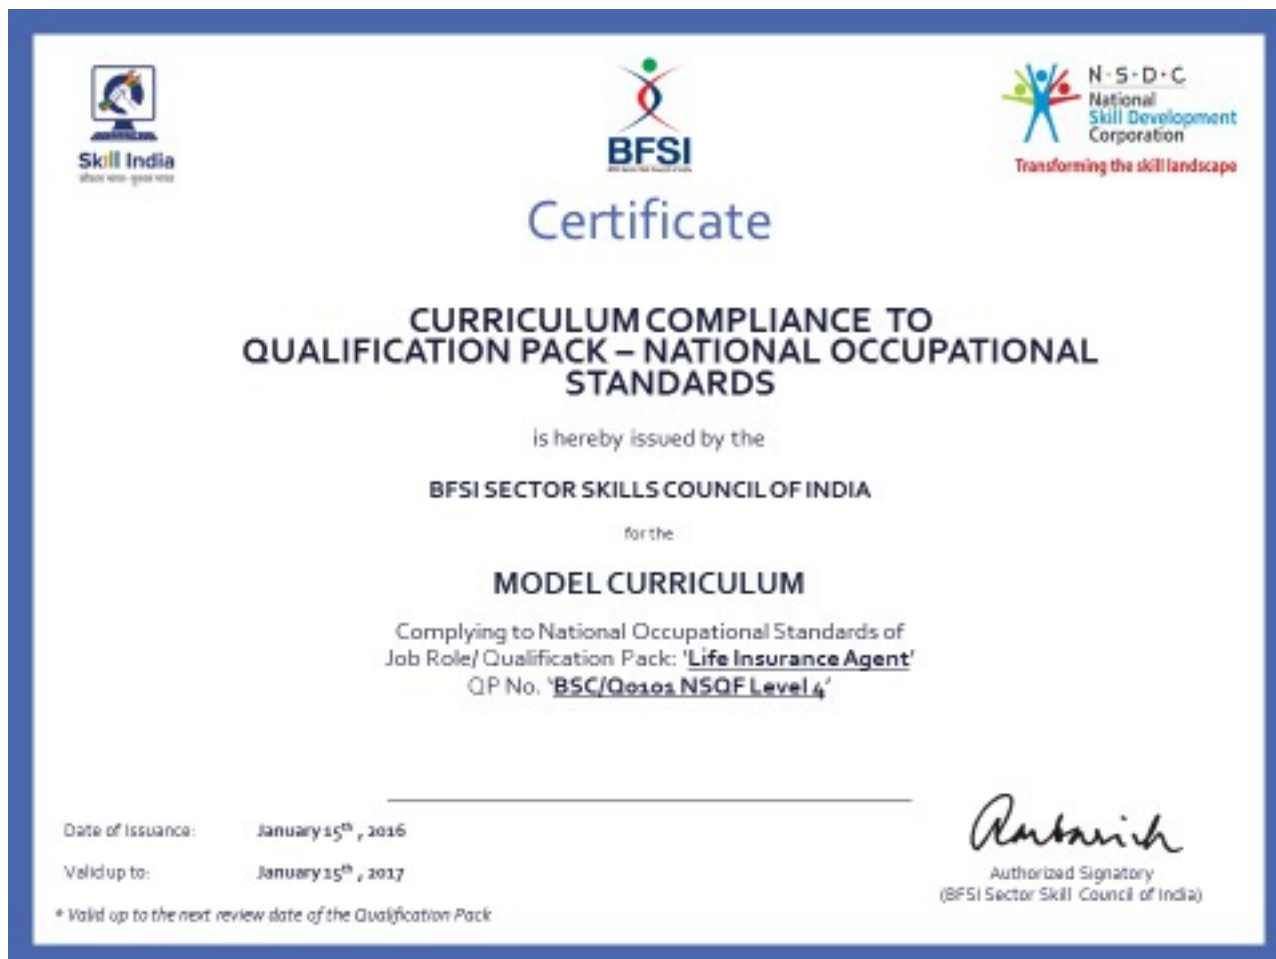 Skill India
कौशल भारत - कुशल भारत
BFSI
N·S·D·C
National
Skill Development
Corporation
Transforming the skill landscape
Certificate
CURRICULUM COMPLIANCE TO
QUALIFICATION PACK – NATIONAL OCCUPATIONAL
STANDARDS
is hereby issued by the
BFSI SECTOR SKILLS COUNCIL OF INDIA
for the
MODEL CURRICULUM
Complying to National Occupational Standards of
Job Role/ Qualification Pack: 'Life Insurance Agent'
QP No. 'BSC/Q0101 NSQF Level 4'
Date of Issuance: January 15th , 2016
Valid up to: January 15th , 2017
* Valid up to the next review date of the Qualification Pack
Authorized Signatory
(BFSI Sector Skill Council of India)